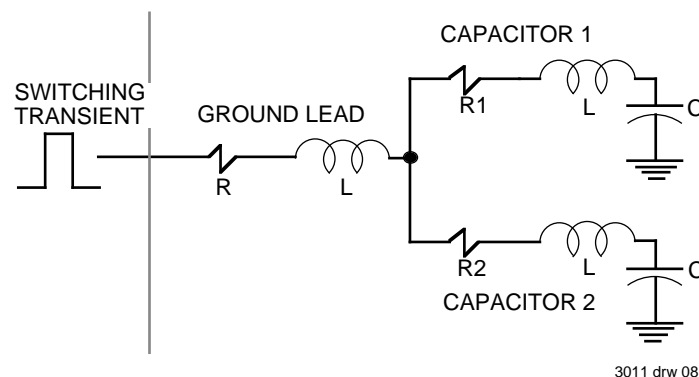 CAPACITOR 1
SWITCHING
TRANSIENT
GROUND LEAD
R1
L
C
R
L
R2
L
C
CAPACITOR 2
3011 drw 08